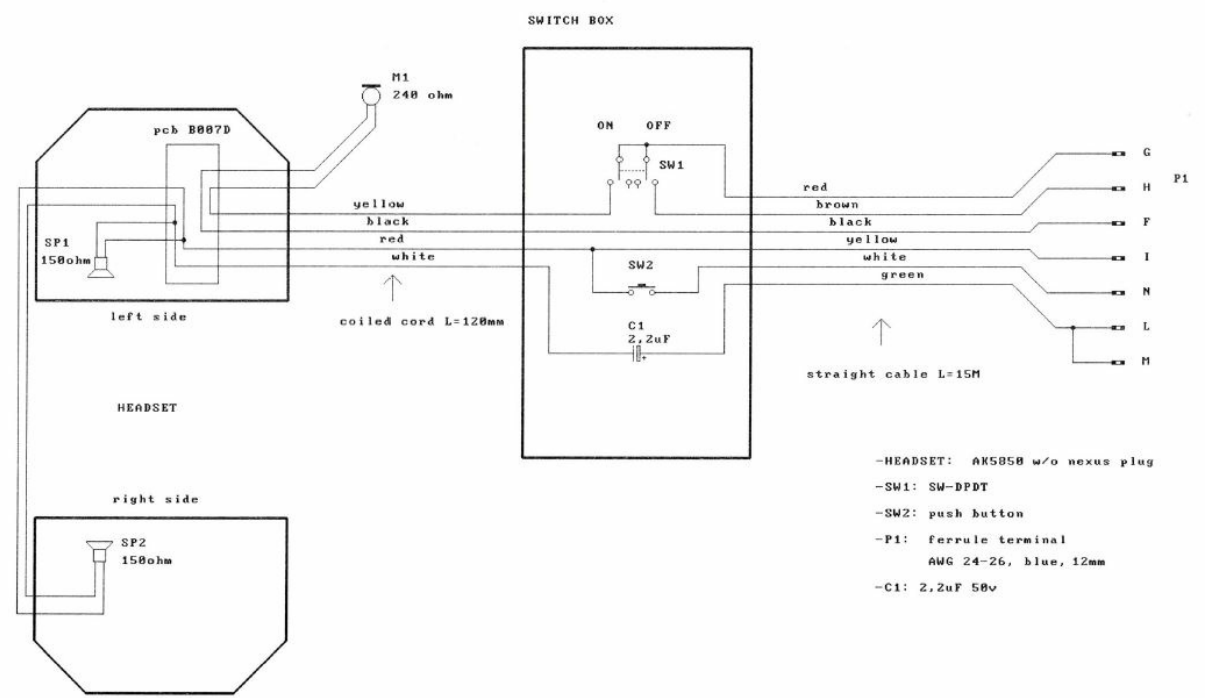 SWITCH BOX
M1
240 ohm
pcb B007D
ON OFF
SW1
G
P1
red
H
yellow
brown
black
black
F
SP1
150ohm
red
yellow
I
white
SW2
white
green
N
left side
coiled cord L=120mm
C1
2,2uF
+
L
straight cable L=15M
M
HEADSET
-HEADSET: AK5850 w/o nexus plug
-SW1: SW-DPDT
right side
-SW2: push button
SP2
150ohm
-P1: ferrule terminal
AWG 24-26, blue, 12mm
-C1: 2,2uF 50v